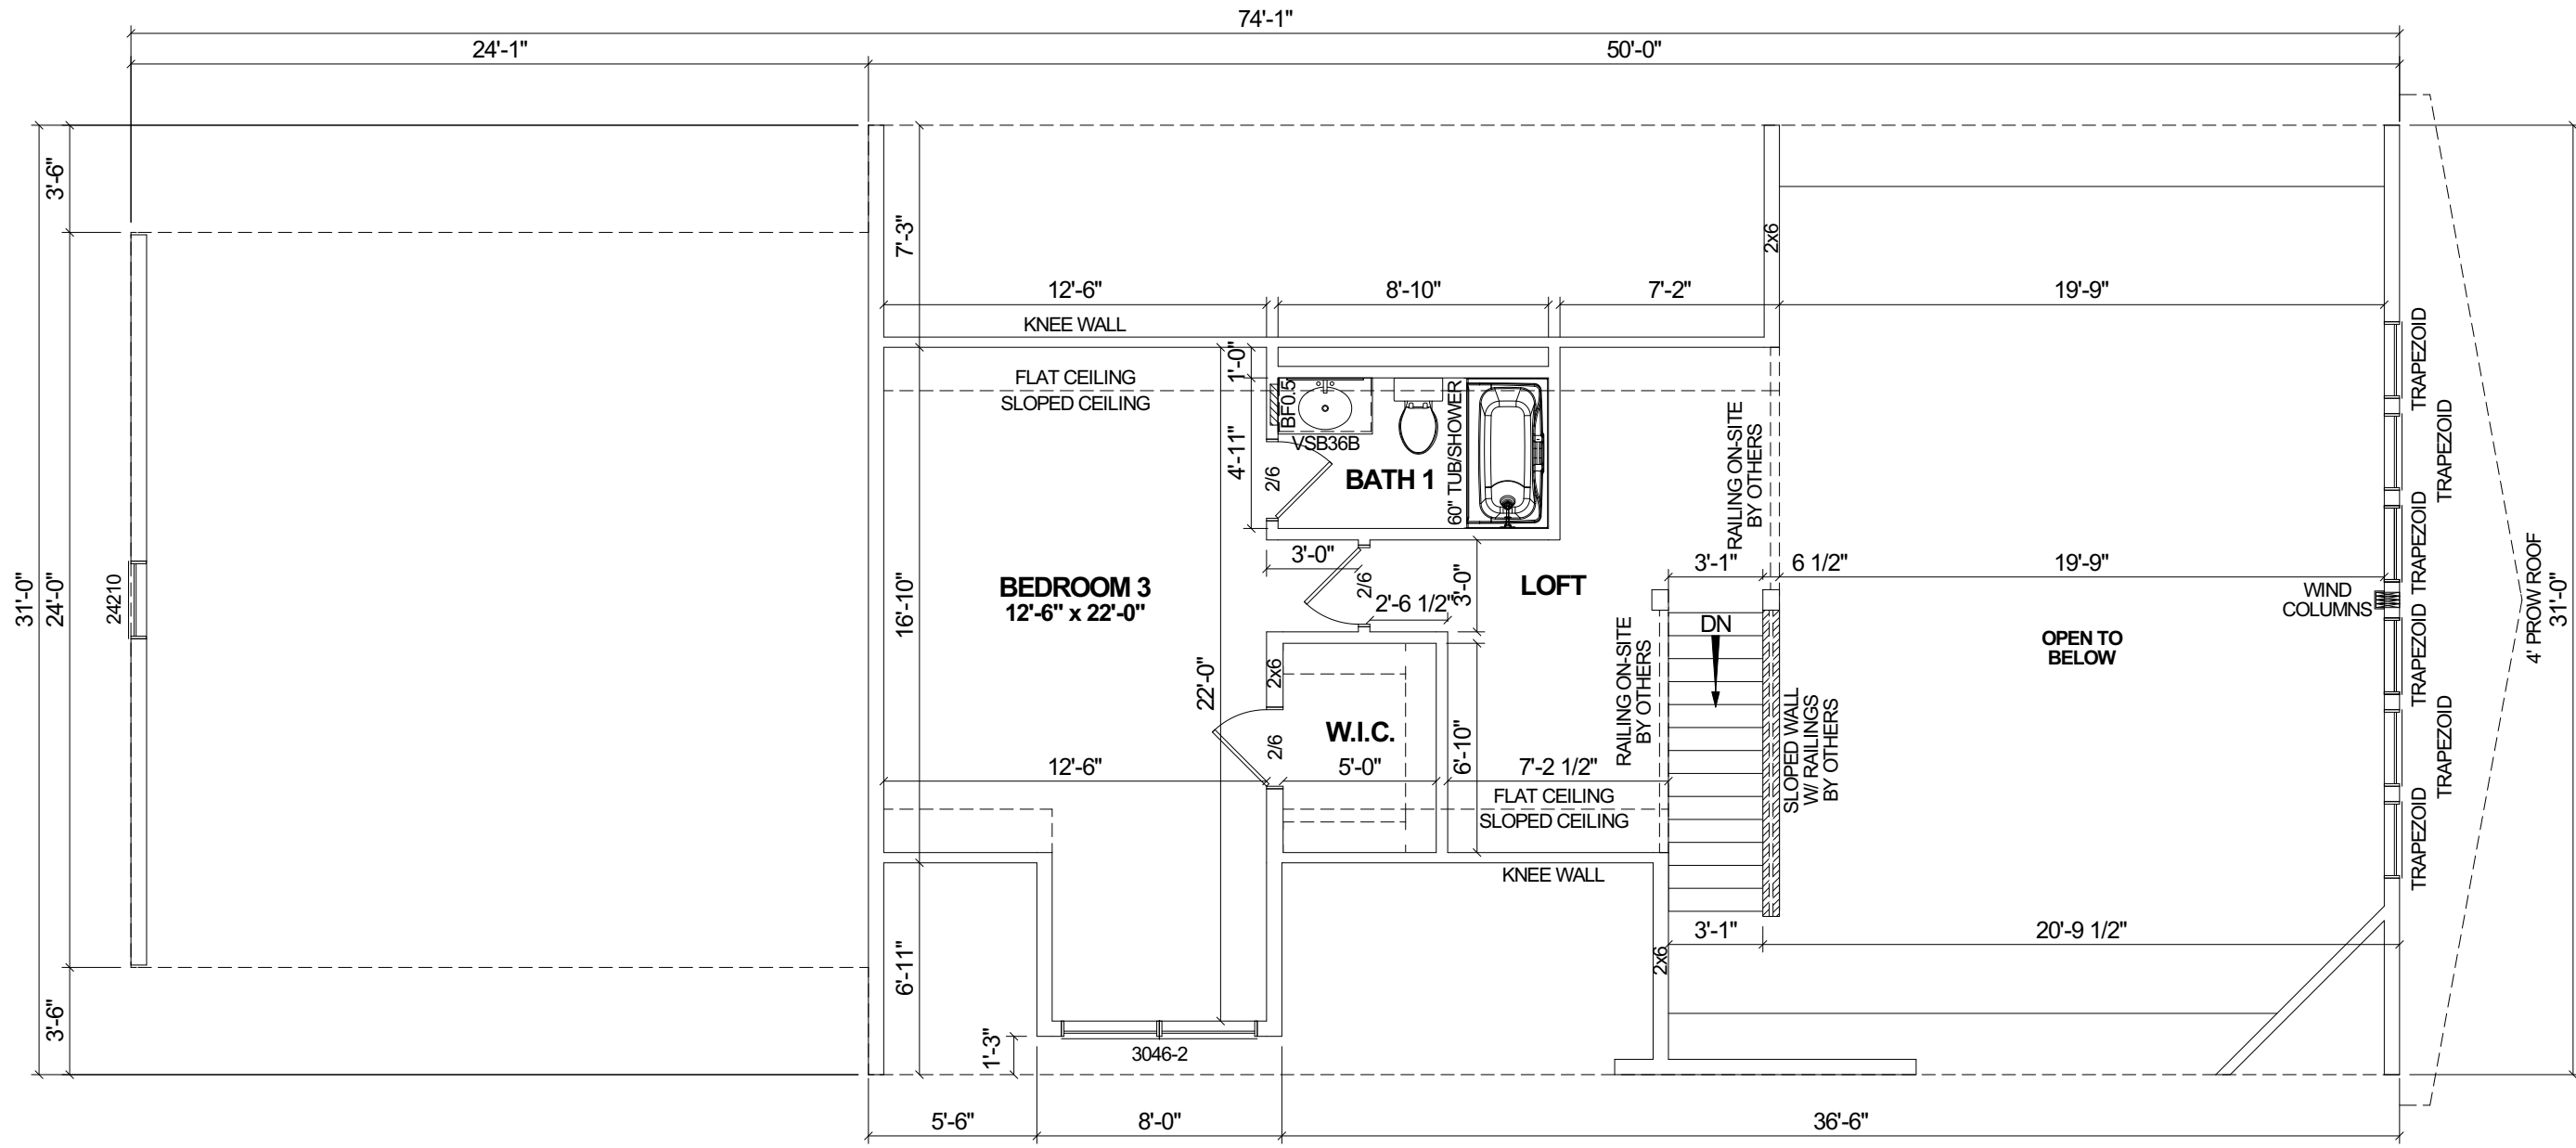 74'-1"
24'-1"
50'-0"
3'-6"
7'-3"
2x6
12'-6"
8'-10"
7'-2"
19'-9"
KNEE WALL
1'-0"
FLAT CEILING
SLOPED CEILING
BF0.5
VSB36B
4'-11"
2/6
BATH 1
60" TUB/SHOWER
RAILING ON-SITE
BY OTHERS
TRAPEZOID
TRAPEZOID
TRAPEZOID
TRAPEZOID
TRAPEZOID
TRAPEZOID
4' PROW ROOF
31'-0"
31'-0"
24'-0"
24210
16'-10"
BEDROOM 3
12'-6" x 22'-0"
3'-0"
2/6
2'-6 1/2"
3'-0"
LOFT
3'-1"
6 1/2"
19'-9"
WIND
COLUMNS
DN
OPEN TO
BELOW
RAILING ON-SITE
BY OTHERS
22'-0"
2x6
W.I.C.
2/6
12'-6"
5'-0"
6'-10"
7'-2 1/2"
SLOPED WALL
W/ RAILINGS
BY OTHERS
FLAT CEILING
SLOPED CEILING
KNEE WALL
3'-1"
20'-9 1/2"
2x6
6'-11"
3'-6"
1'-3"
3046-2
5'-6"
8'-0"
36'-6"